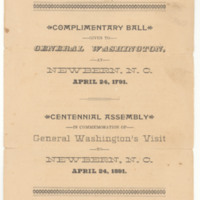 COMPLIMENTARY BALL
GIVEN TO
GENERAL WASHINGTON,
AT
NEWBERN, N. C.
APRIL 24, 1791.
CENTENNIAL ASSEMBLY
IN COMMEMORATION OF
General Washington's Visit
TO
NEWBERN, N. C.
APRIL 24, 1891.